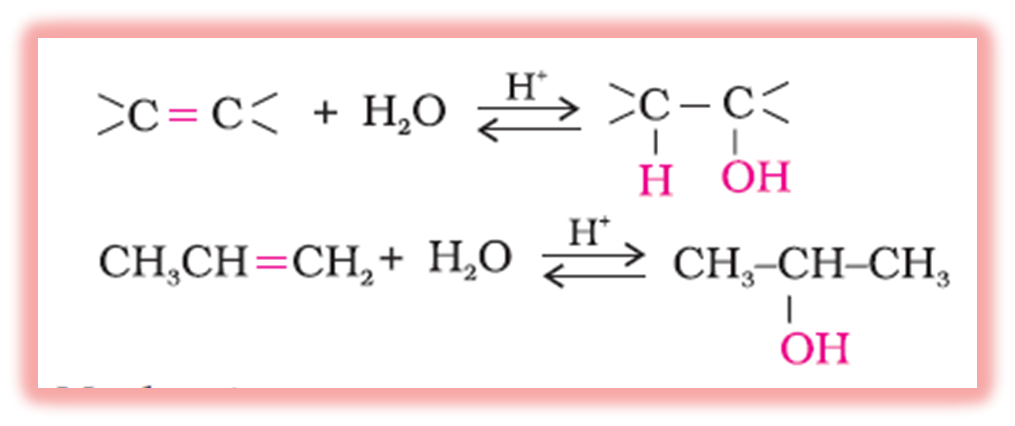 >C = C< + H₂O ⇌ >C – C<
H⁺
H OH
CH₃CH=CH₂ + H₂O ⇌ CH₃–CH–CH₃
H⁺
OH